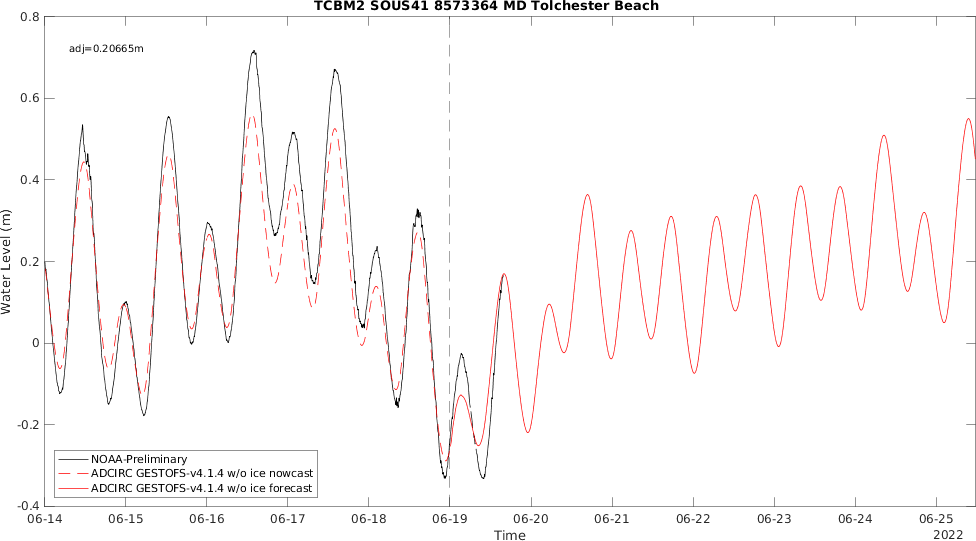 TCBM2 SOUS41 8573364 MD Tolchester Beach
adj=0.20665m
0.8
0.6
0.4
0.2
0
-0.2
-0.4
Water Level (m)
NOAA-Preliminary
ADCIRC GESTOFS-v4.1.4 w/o ice nowcast
ADCIRC GESTOFS-v4.1.4 w/o ice forecast
06-14 06-15 06-16 06-17 06-18 06-19 06-20 06-21 06-22 06-23 06-24 06-25
Time
2022